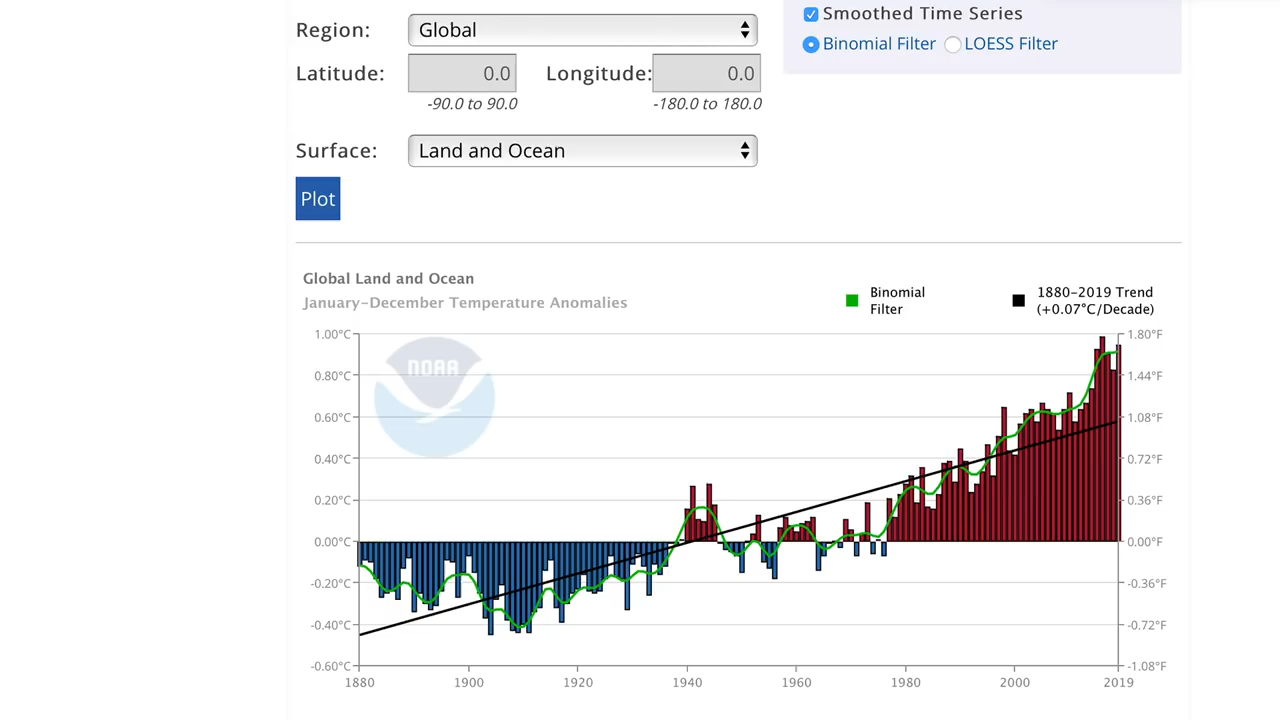 Smoothed Time Series
Region: Global
Binomial Filter LOESS Filter
Latitude: 0.0 Longitude: 0.0
-90.0 to 90.0 -180.0 to 180.0
Surface: Land and Ocean
Plot
Global Land and Ocean
January–December Temperature Anomalies
Binomial
Filter
1880–2019 Trend
(+0.07°C/Decade)
NOAA
1.00°C 1.80°F
0.80°C 1.44°F
0.60°C 1.08°F
0.40°C 0.72°F
0.20°C 0.36°F
0.00°C 0.00°F
-0.20°C -0.36°F
-0.40°C -0.72°F
-0.60°C -1.08°F
1880 1900 1920 1940 1960 1980 2000 2019